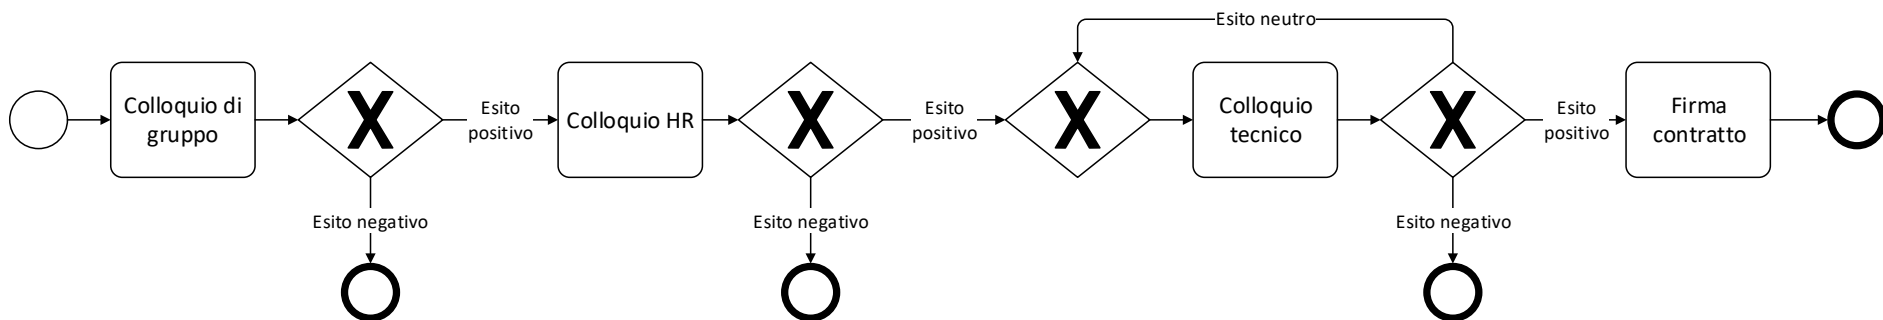 Esito neutro
Colloquio di
gruppo
Esito
positivo
Colloquio HR
Esito
positivo
Colloquio
tecnico
Esito
positivo
Firma
contratto
Esito negativo
Esito negativo
Esito negativo